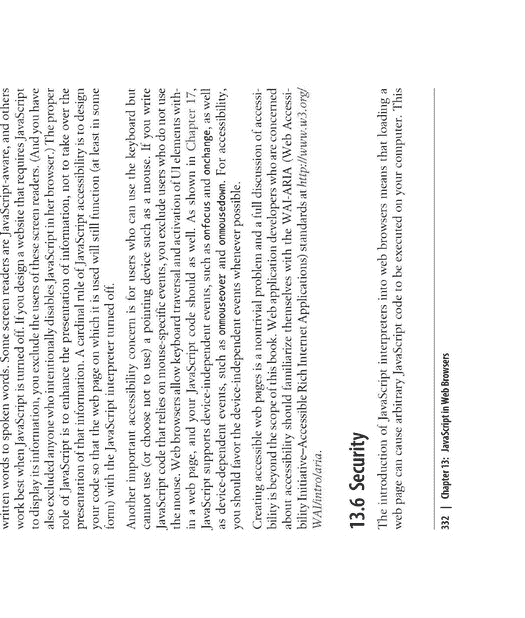 written words to spoken words. Some screen readers are JavaScript-aware, and others
work best when JavaScript is turned off. If you design a website that requires JavaScript
to display its information, you exclude the users of these screen readers. (And you have
also excluded anyone who intentionally disables JavaScript in her browser.) The proper
role of JavaScript is to enhance the presentation of information, not to take over the
presentation of that information. A cardinal rule of JavaScript accessibility is to design
your code so that the web page on which it is used will still function (at least in some
form) with the JavaScript interpreter turned off.
Another important accessibility concern is for users who can use the keyboard but
cannot use (or choose not to use) a pointing device such as a mouse. If you write
JavaScript code that relies on mouse-specific events, you exclude users who do not use
the mouse. Web browsers allow keyboard traversal and activation of UI elements with-
in a web page, and your JavaScript code should as well. As shown in Chapter 17,
JavaScript supports device-independent events, such as onfocus and onchange, as well
as device-dependent events, such as onmouseover and onmousedown. For accessibility,
you should favor the device-independent events whenever possible.
Creating accessible web pages is a nontrivial problem and a full discussion of accessi-
bility is beyond the scope of this book. Web application developers who are concerned
about accessibility should familiarize themselves with the WAI-ARIA (Web Accessi-
bility Initiative–Accessible Rich Internet Applications) standards at http://www.w3.org/
WAI/intro/aria.
13.6 Security
The introduction of JavaScript interpreters into web browsers means that loading a
web page can cause arbitrary JavaScript code to be executed on your computer. This
332 | Chapter 13: JavaScript in Web Browsers